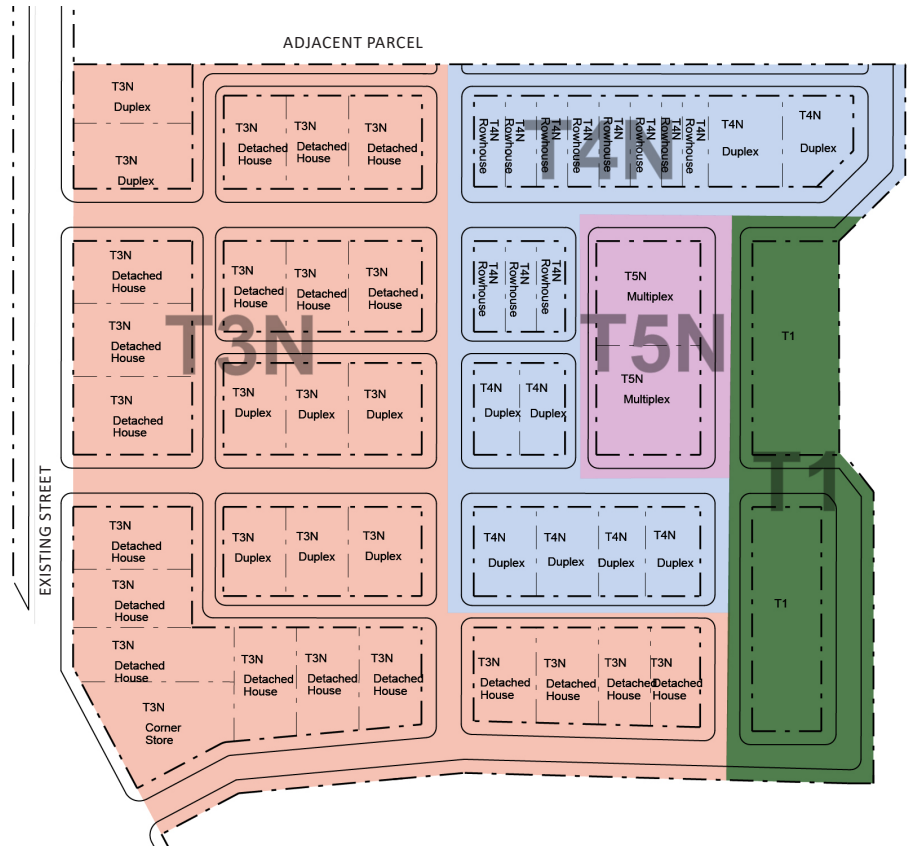 ADJACENT PARCEL
EXISTING STREET
T3N
Duplex
T3N
Duplex
T3N
Detached
House
T3N
Detached
House
T3N
Detached
House
T4N
Rowhouse
T4N
Rowhouse
T4N
Rowhouse
T4N
Rowhouse
T4N
Rowhouse
T4N
Rowhouse
T4N
Rowhouse
T4N
Rowhouse
T4N
Duplex
T4N
Duplex
T4N
T3N
Detached
House
T3N
Detached
House
T3N
Detached
House
T3N
Detached
House
T3N
Detached
House
T3N
Detached
House
T3N
T4N
Rowhouse
T4N
Rowhouse
T4N
Rowhouse
T5N
Multiplex
T5N
Multiplex
T5N
T1
T3N
Duplex
T3N
Duplex
T3N
Duplex
T4N
Duplex
T4N
Duplex
T1
T3N
Detached
House
T3N
Detached
House
T3N
Detached
House
T3N
Corner
Store
T3N
Duplex
T3N
Duplex
T3N
Duplex
T4N
Duplex
T4N
Duplex
T4N
Duplex
T4N
Duplex
T1
T3N
Detached
House
T3N
Detached
House
T3N
Detached
House
T3N
Detached
House
T3N
Detached
House
T3N
Detached
House
T3N
Detached
House